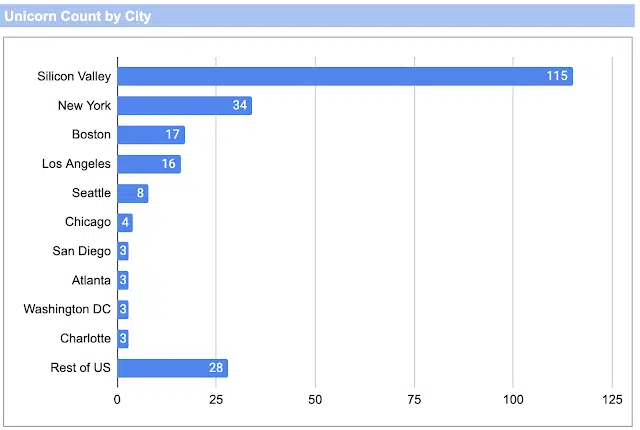 Unicorn Count by City
Silicon Valley 115
New York 34
Boston 17
Los Angeles 16
Seattle 8
Chicago 4
San Diego 3
Atlanta 3
Washington DC 3
Charlotte 3
Rest of US 28
0 25 50 75 100 125